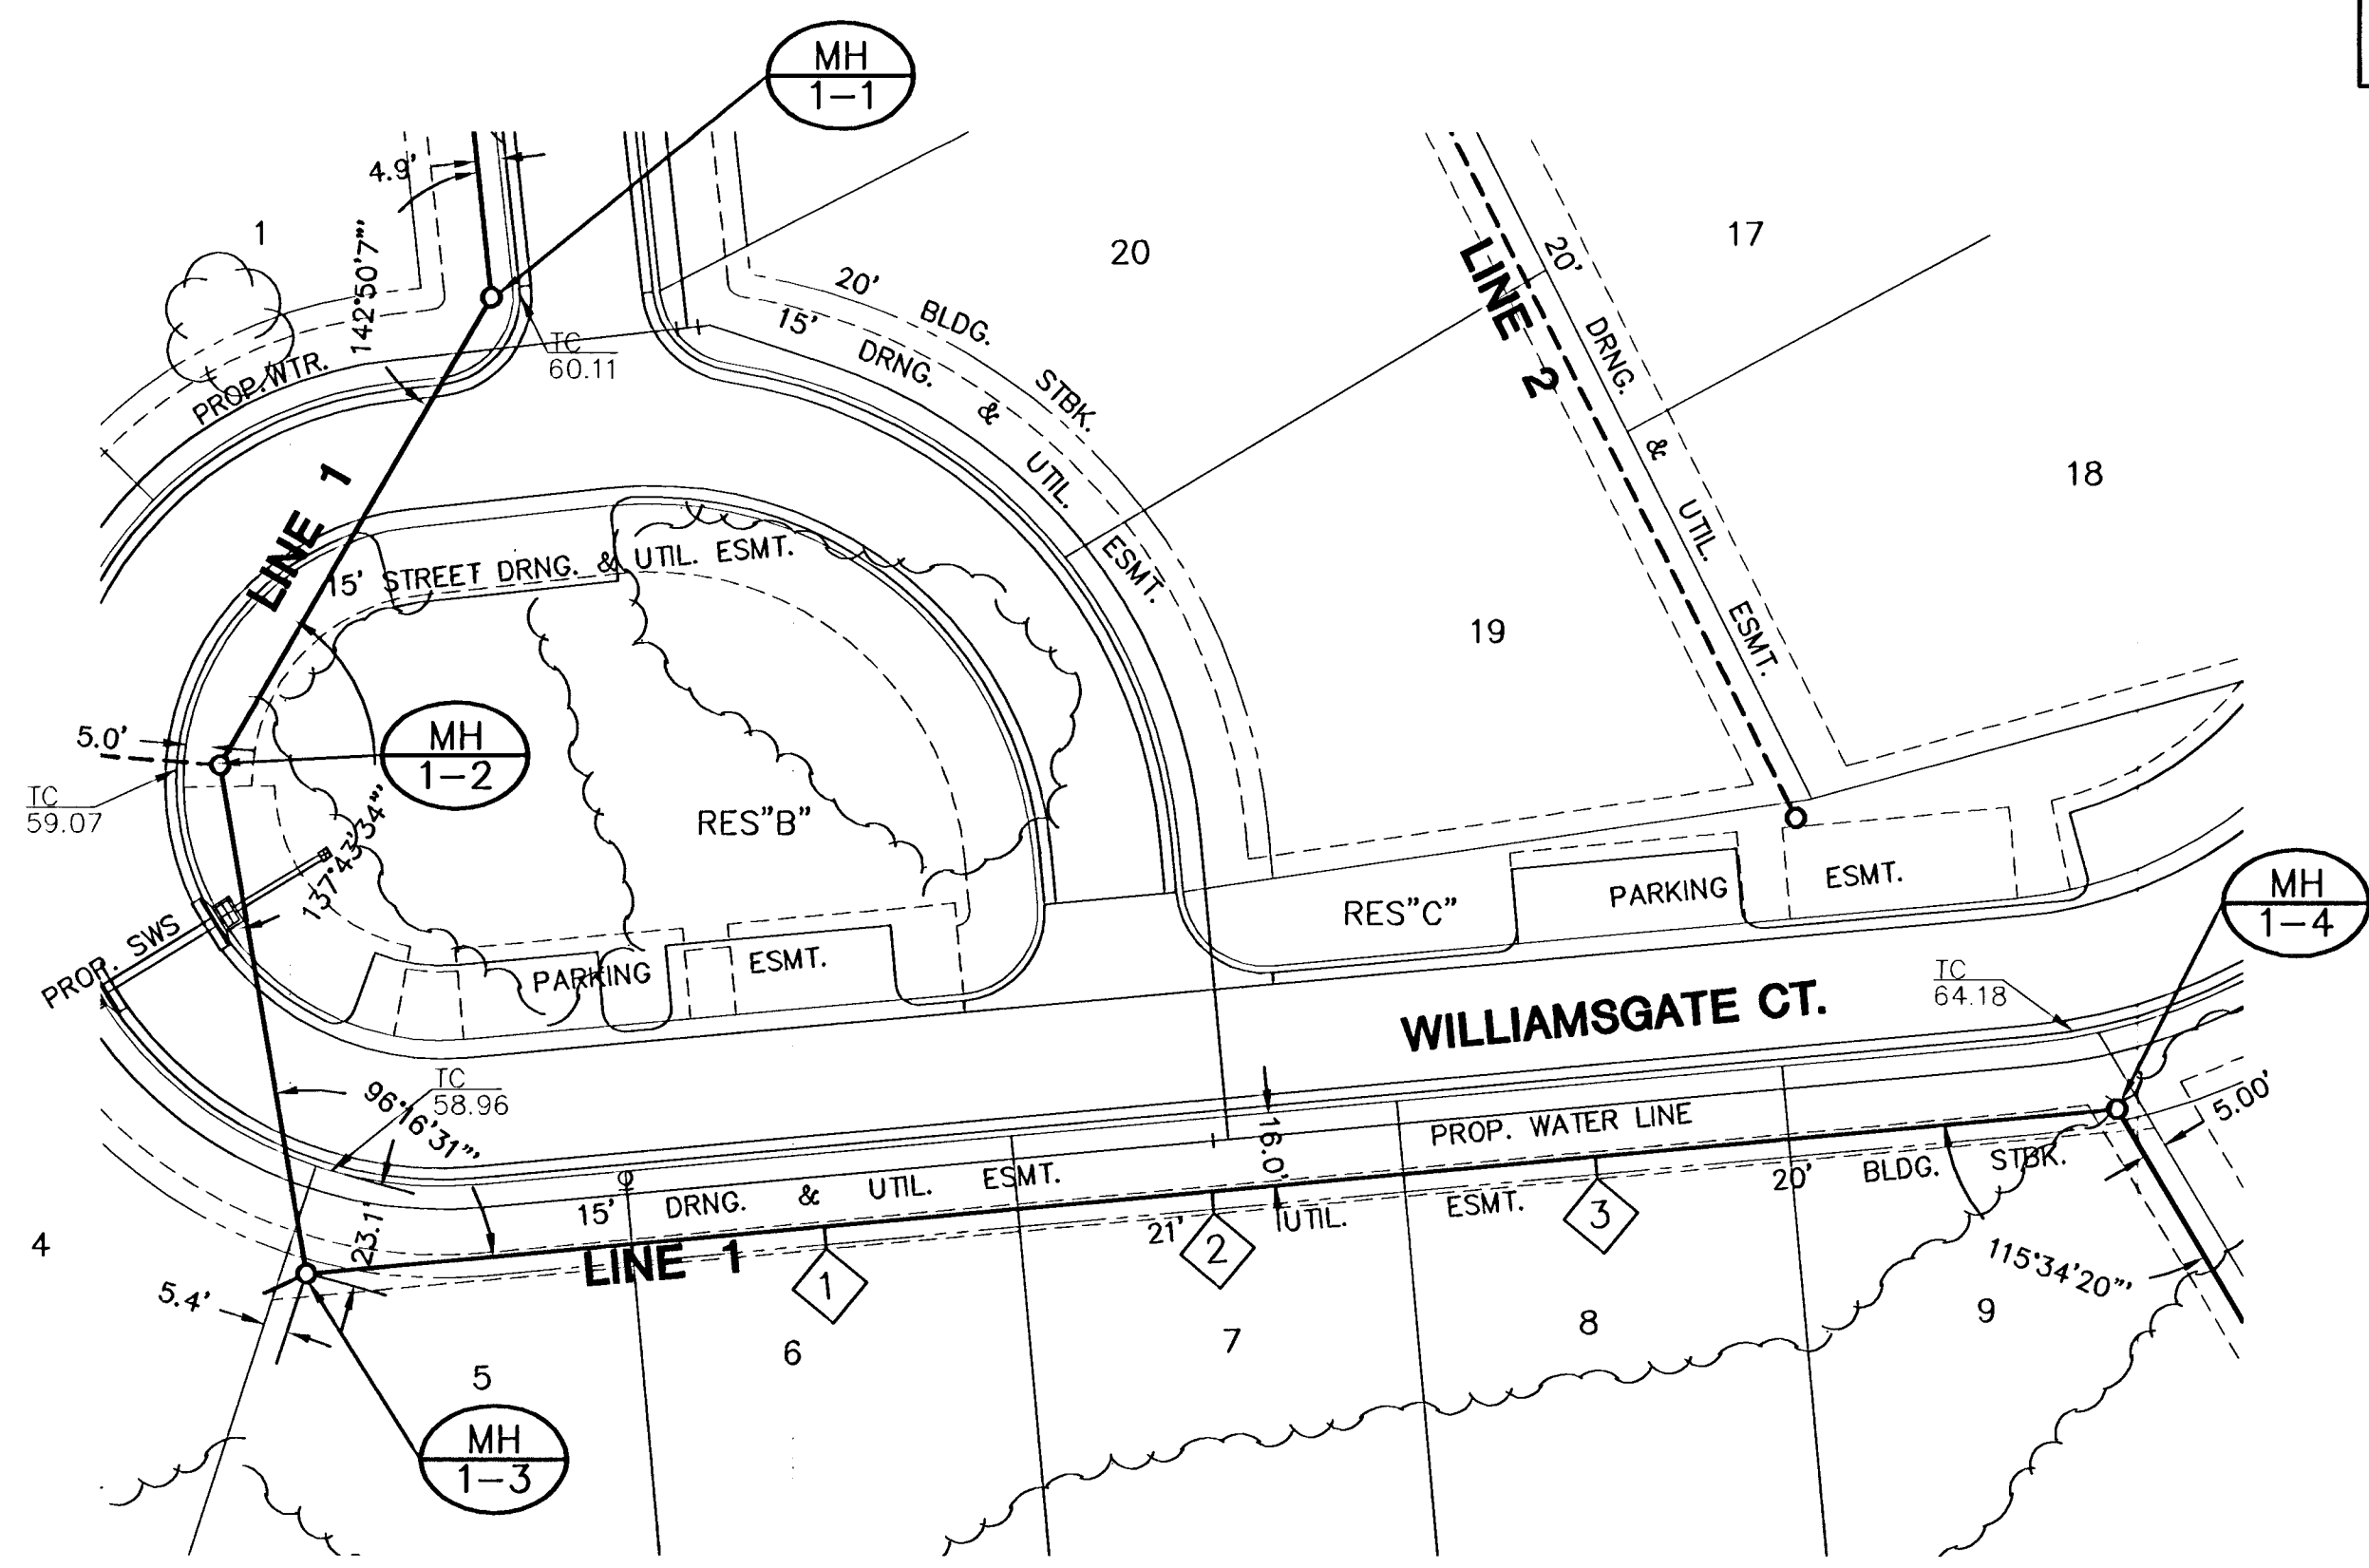 MH
1-1
4.9'
1
142°50'7"'
20
17
20'
BLDG.
STBK.
15'
DRNG.
&
UTIL.
ESMT.
LINE 2
20'
DRNG.
&
UTIL.
ESMT.
TC
60.11
PROP. WTR.
18
LINE 1
15' STREET DRNG. & UTIL. ESMT.
19
5.0'
MH
1-2
TC
59.07
137°43'34"'
RES"B"
RES"C"
PARKING
ESMT.
MH
1-4
PROP. SWS
PARKING
ESMT.
TC
64.18
WILLIAMSGATE CT.
TC
58.96
96°16'31"'
16.0'
PROP. WATER LINE
5.00'
15' DRNG. & UTIL. ESMT.
20' BLDG. STBK.
21' UTIL. ESMT.
4
23.1'
LINE 1
1
2
3
5.4'
115°34'20"'
5
6
7
8
9
MH
1-3